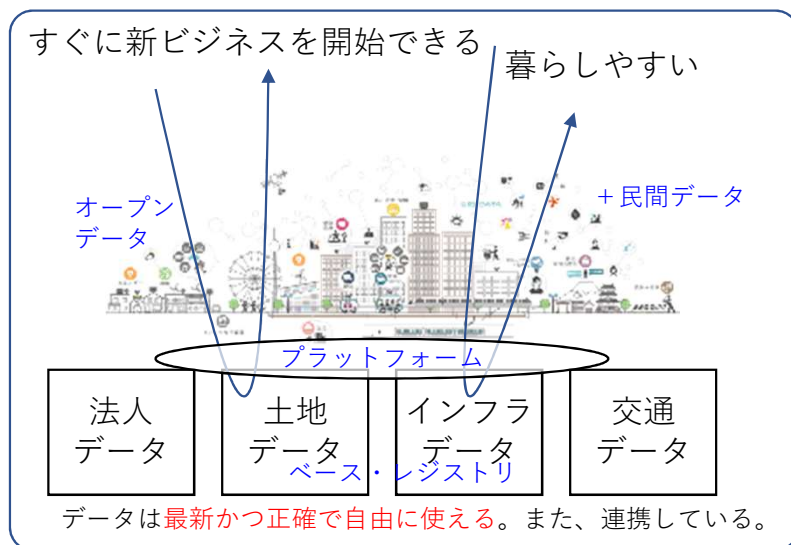 すぐに新ビジネスを開始できる
暮らしやすい
オープン
データ
＋民間データ
プラットフォーム
法人
データ
土地
データ
インフラ
データ
交通
データ
ベース・レジストリ
データは最新かつ正確で自由に使える。また、連携している。